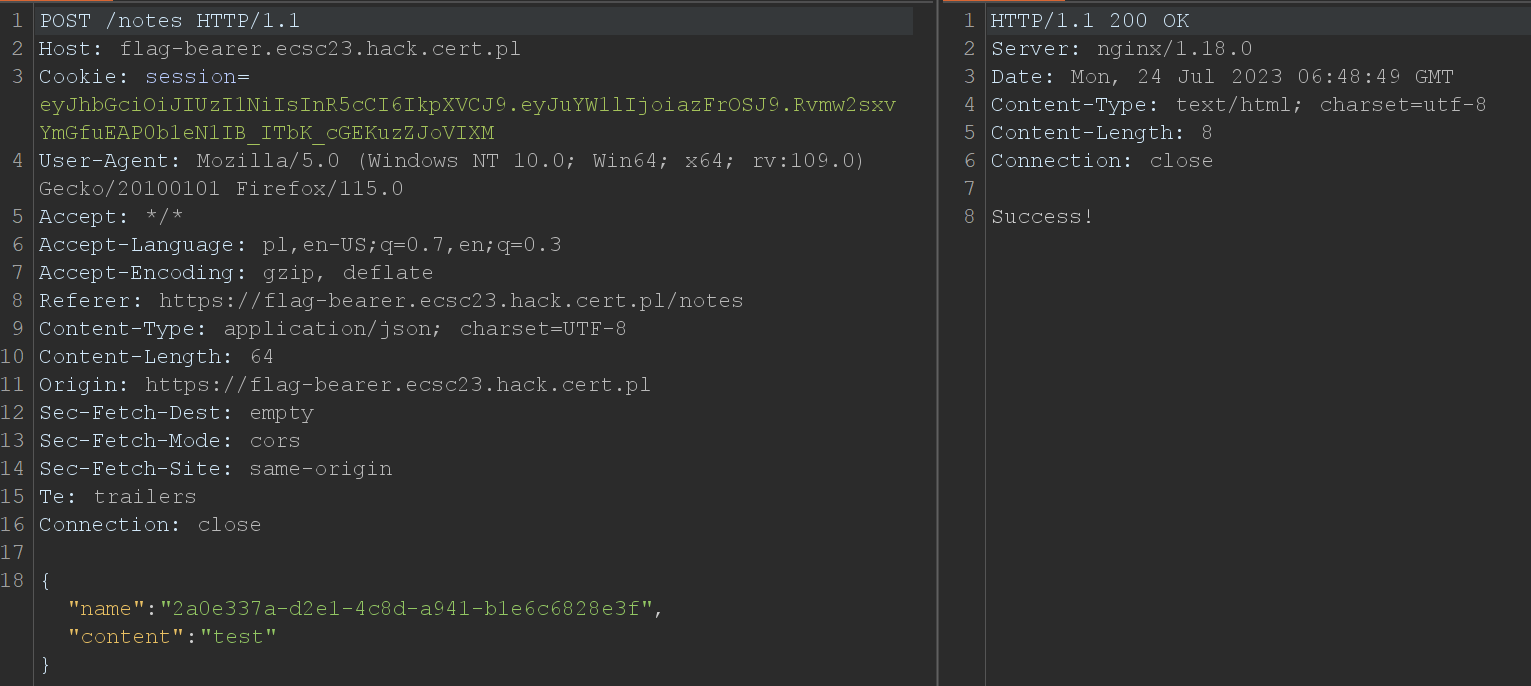 1 POST /notes HTTP/1.1
2 Host: flag-bearer.ecsc23.hack.cert.pl
3 Cookie: session=
eyJhbGciOiJIUzI1NiIsInR5cCI6IkpXVCJ9.eyJuYW1lIjoiazFrOSJ9.Rvmw2sxv
YmGfuEAP0b1eN1IB_ITbK_cGEKuzZJoVIXM
4 User-Agent: Mozilla/5.0 (Windows NT 10.0; Win64; x64; rv:109.0)
Gecko/20100101 Firefox/115.0
5 Accept: */*
6 Accept-Language: pl,en-US;q=0.7,en;q=0.3
7 Accept-Encoding: gzip, deflate
8 Referer: https://flag-bearer.ecsc23.hack.cert.pl/notes
9 Content-Type: application/json; charset=UTF-8
10 Content-Length: 64
11 Origin: https://flag-bearer.ecsc23.hack.cert.pl
12 Sec-Fetch-Dest: empty
13 Sec-Fetch-Mode: cors
14 Sec-Fetch-Site: same-origin
15 Te: trailers
16 Connection: close
17
18 {
"name":"2a0e337a-d2e1-4c8d-a941-b1e6c6828e3f",
"content":"test"
}
1 HTTP/1.1 200 OK
2 Server: nginx/1.18.0
3 Date: Mon, 24 Jul 2023 06:48:49 GMT
4 Content-Type: text/html; charset=utf-8
5 Content-Length: 8
6 Connection: close
7
8 Success!